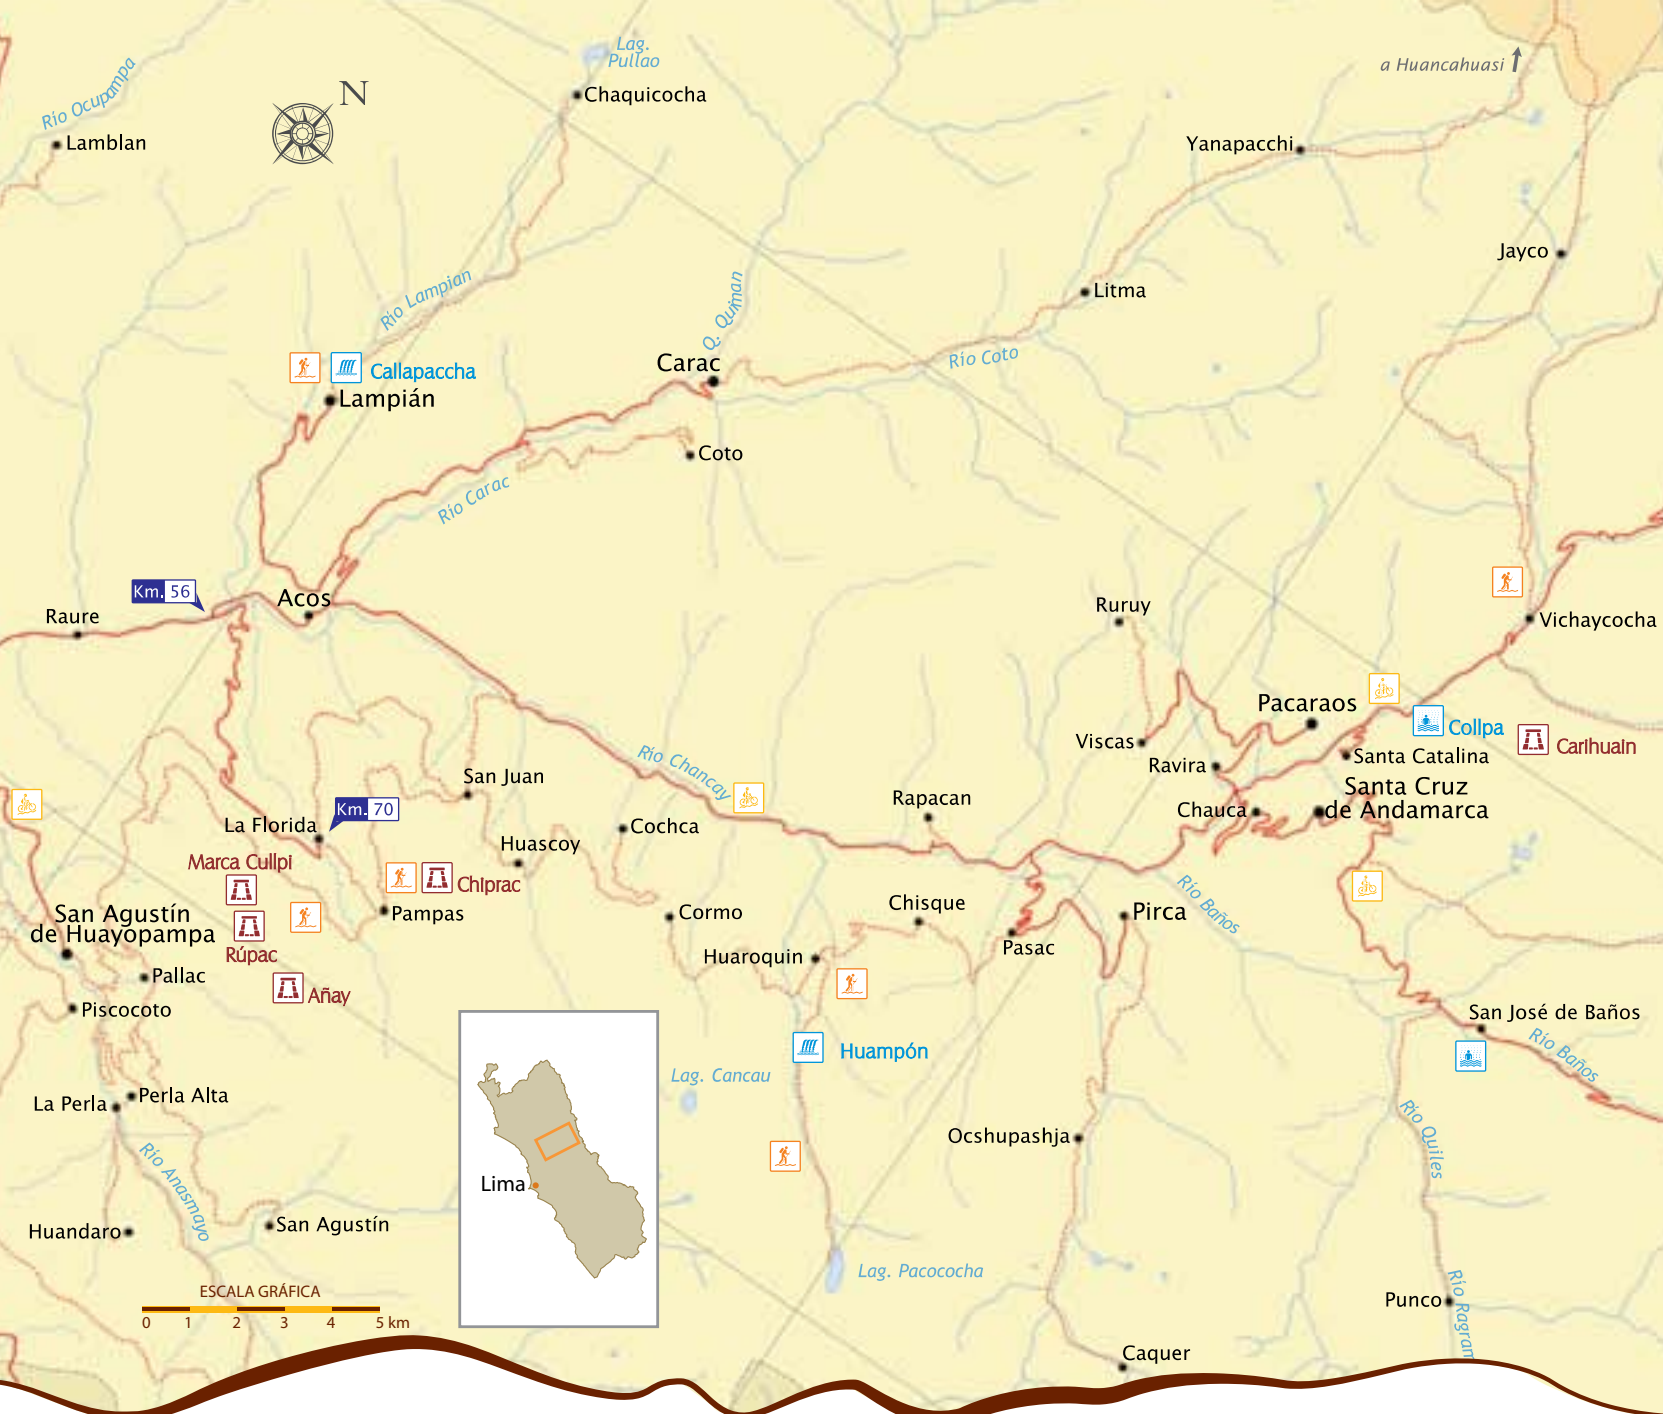 Lag.
Pullao
a Huancahuasi
Río Ocupampa
N
Chaquicocha
Lamblan
Yanapacchi
Jayco
Río Lampian
Q. Quiman
Litma
Carac
Río Coto
Callapaccha
Lampián
Coto
Río Carac
Km. 56
Acos
Raure
Ruruy
Vichaycocha
Pacaraos
Collpa
Carihuain
Viscas
Santa Catalina
Ravira
Río Chancay
San Juan
Santa Cruz
de Andamarca
Rapacan
Km. 70
Chauca
La Florida
Cochca
Huascoy
Marca Cullpi
Chiprac
Río Baños
San Agustín
de Huayopampa
Pampas
Cormo
Chisque
Pirca
Rúpac
Huaroquin
Pasac
Pallac
Añay
Piscocoto
San José de Baños
Río Baños
Huampón
Lag. Cancau
Perla Alta
La Perla
Río Quiles
Ocshupashja
Río Anasmayo
Lima
San Agustín
Huandaro
Lag. Pacococha
ESCALA GRÁFICA
0 1 2 3 4 5 km
Punco
Río Ragran
Caquer